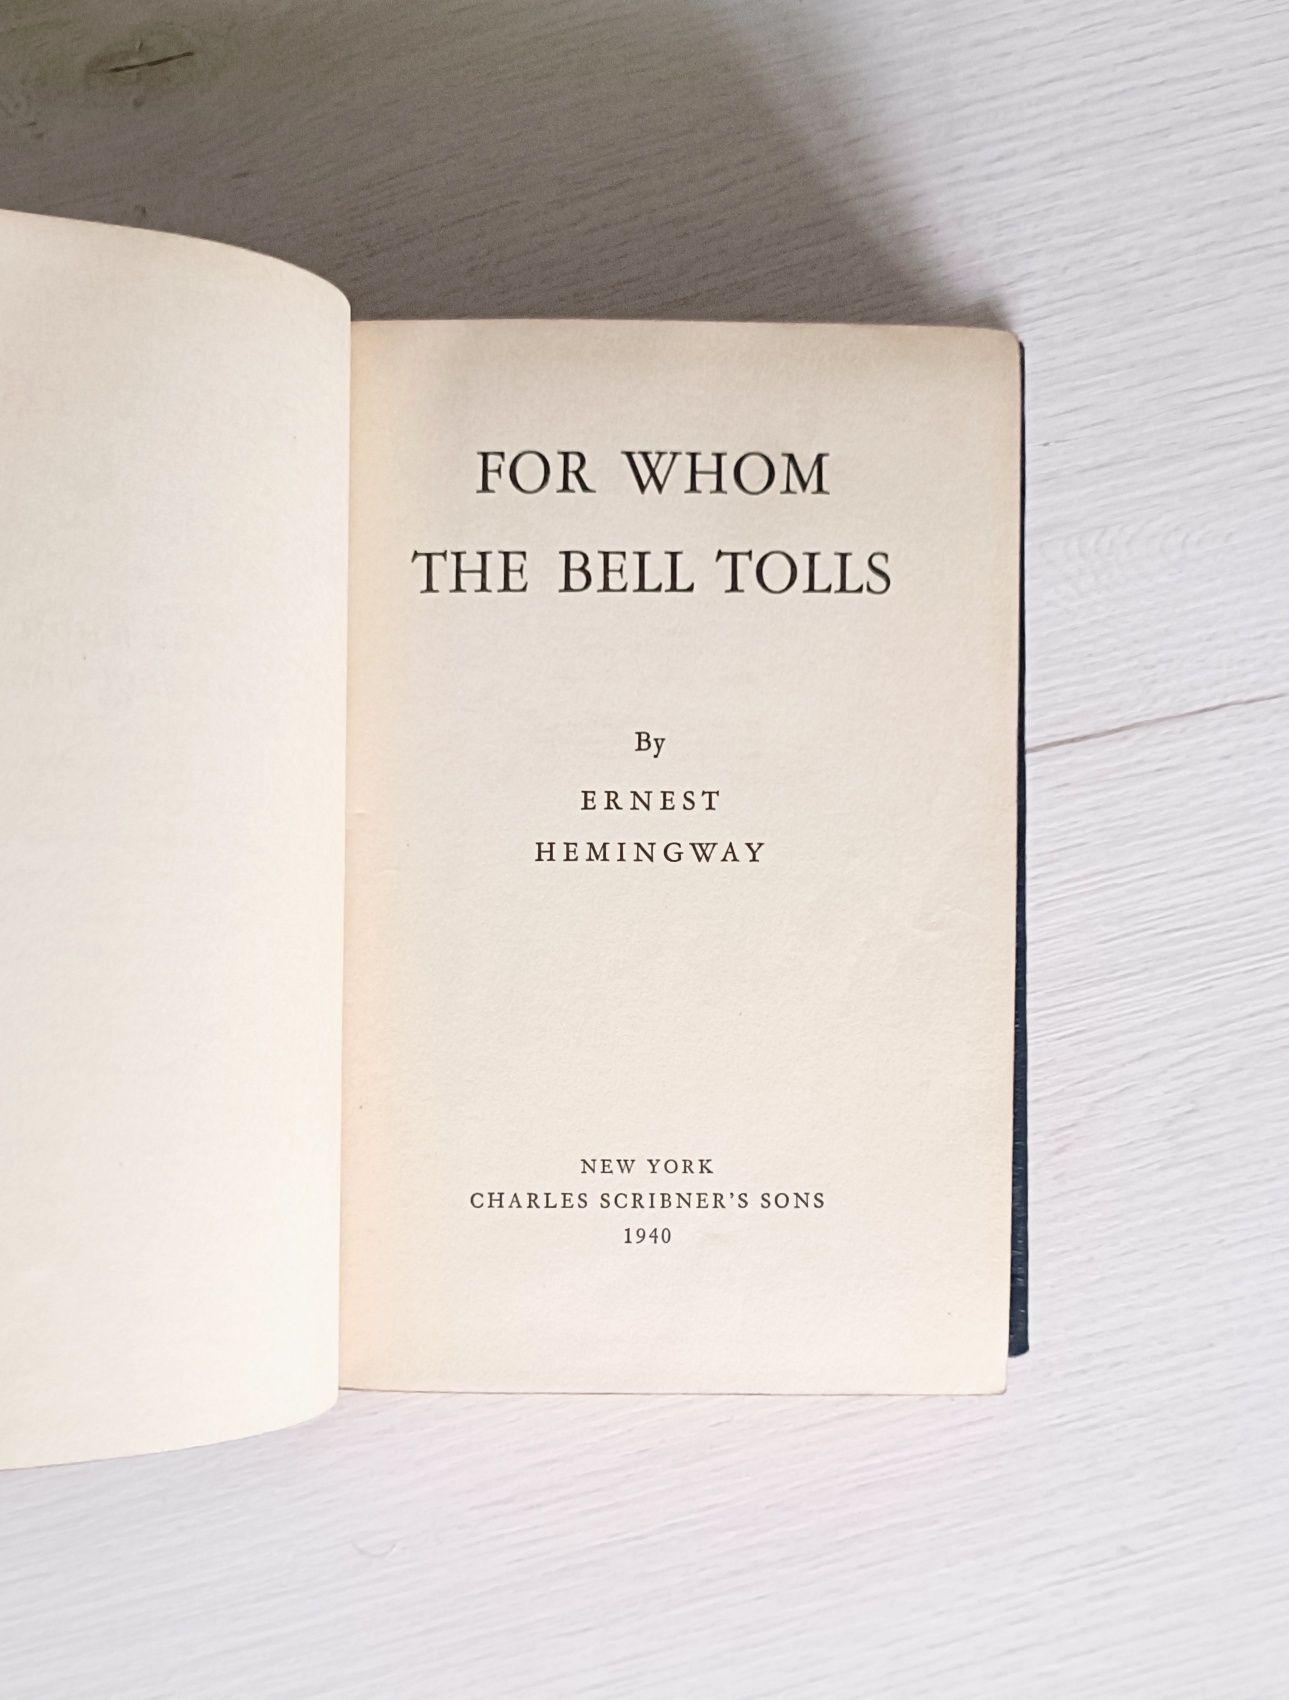 FOR WHOM
THE BELL TOLLS
By
ERNEST
HEMINGWAY
NEW YORK
CHARLES SCRIBNER'S SONS
1940